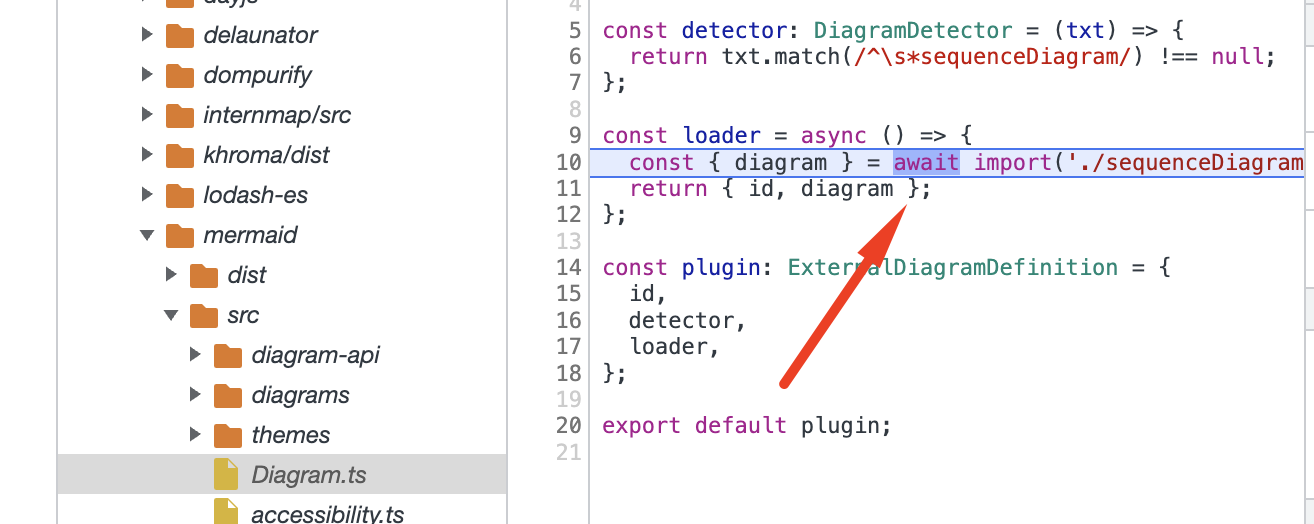 dayjs
delaunator
dompurify
internmap/src
khroma/dist
lodash-es
mermaid
dist
src
diagram-api
diagrams
themes
Diagram.ts
accessibility.ts
4
5 const detector: DiagramDetector = (txt) => {
6 return txt.match(/^\s*sequenceDiagram/) !== null;
7 };
8
9 const loader = async () => {
10 const { diagram } = await import('./sequenceDiagram
11 return { id, diagram };
12 };
13
14 const plugin: ExternalDiagramDefinition = {
15 id,
16 detector,
17 loader,
18 };
19
20 export default plugin;
21